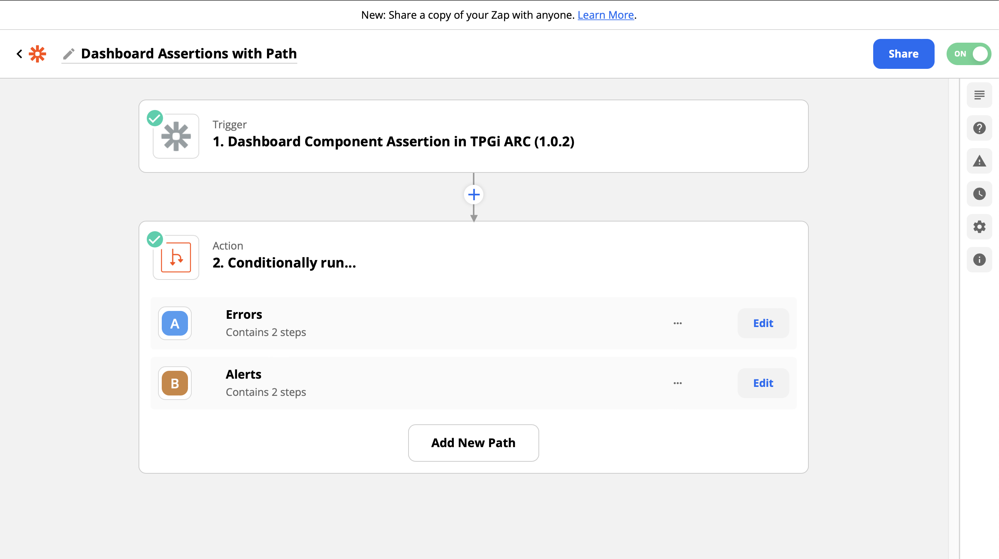 New: Share a copy of your Zap with anyone. Learn More.
Dashboard Assertions with Path
Share
ON
Trigger
1. Dashboard Component Assertion in TPGi ARC (1.0.2)
Action
2. Conditionally run...
A
Errors
Contains 2 steps
...
Edit
B
Alerts
Contains 2 steps
...
Edit
Add New Path